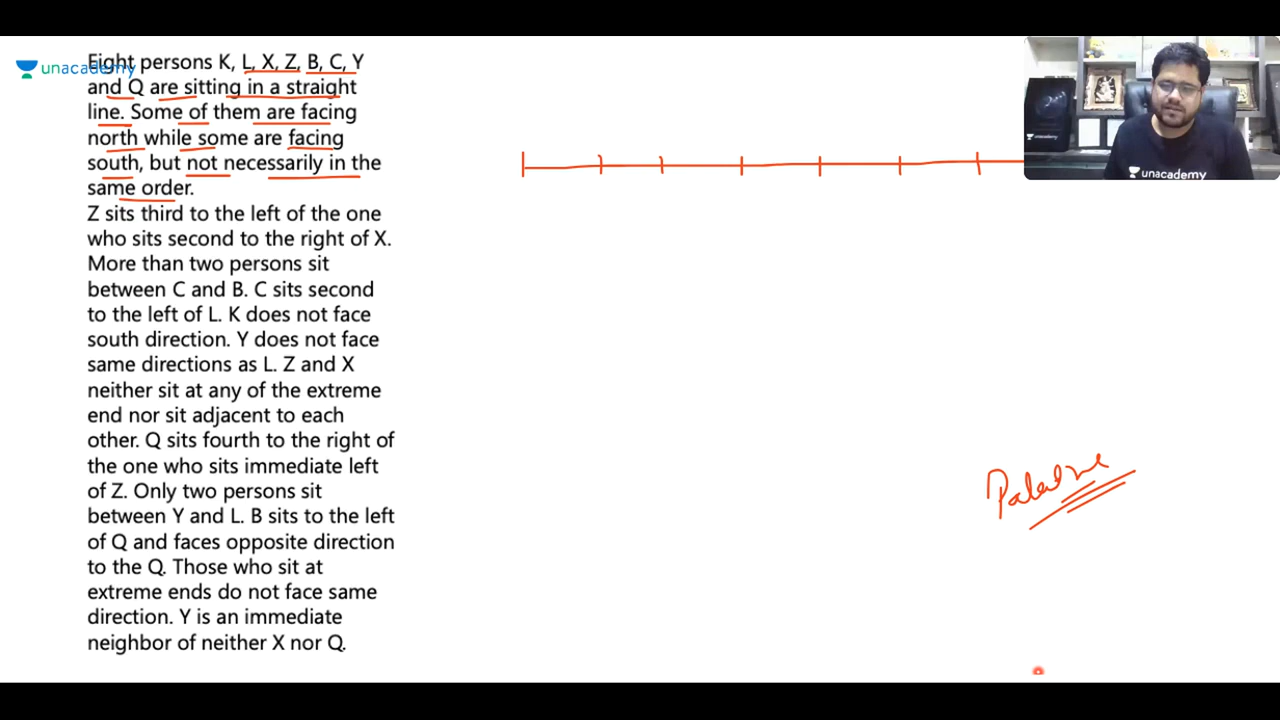 Eight persons K, L, X, Z, B, C, Y
and Q are sitting in a straight
line. Some of them are facing
north while some are facing
south, but not necessarily in the
same order.
Z sits third to the left of the one
who sits second to the right of X.
More than two persons sit
between C and B. C sits second
to the left of L. K does not face
south direction. Y does not face
same directions as L. Z and X
neither sit at any of the extreme
end nor sit adjacent to each
other. Q sits fourth to the right of
the one who sits immediate left
of Z. Only two persons sit
between Y and L. B sits to the left
of Q and faces opposite direction
to the Q. Those who sit at
extreme ends do not face same
direction. Y is an immediate
neighbor of neither X nor Q.
unacademy
unacademy